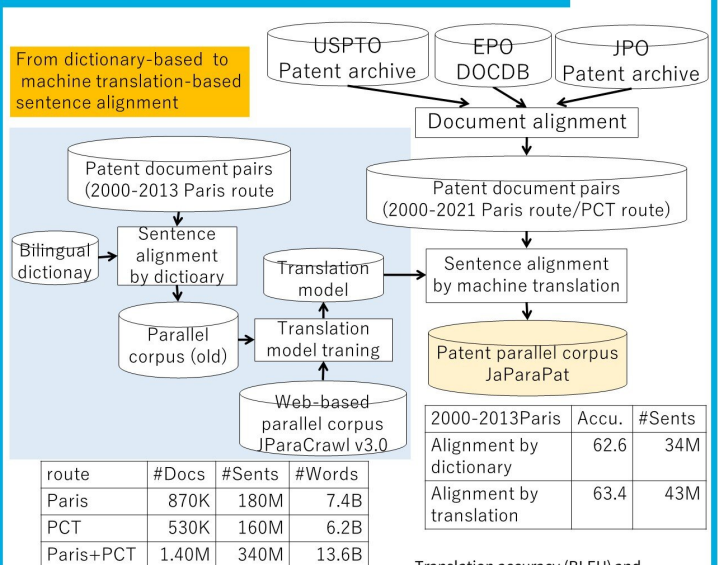 From dictionary-based to
machine translation-based
sentence alignment
USPTO
Patent archive
EPO
DOCDB
JPO
Patent archive
Document alignment
Patent document pairs
(2000-2013 Paris route
Patent document pairs
(2000-2021 Paris route/PCT route)
Bilingual
dictionay
Sentence
alignment
by dictioary
Translation
model
Sentence alignment
by machine translation
Parallel
corpus (old)
Translation
model traning
Patent parallel corpus
JaParaPat
Web-based
parallel corpus
JParaCrawl v3.0
2000-2013Paris Accu. #Sents
Alignment by
dictionary 62.6 34M
Alignment by
translation 63.4 43M
route #Docs #Sents #Words
Paris 870K 180M 7.4B
PCT 530K 160M 6.2B
Paris+PCT 1.40M 340M 13.6B
Translation accuracy (BLEU) and